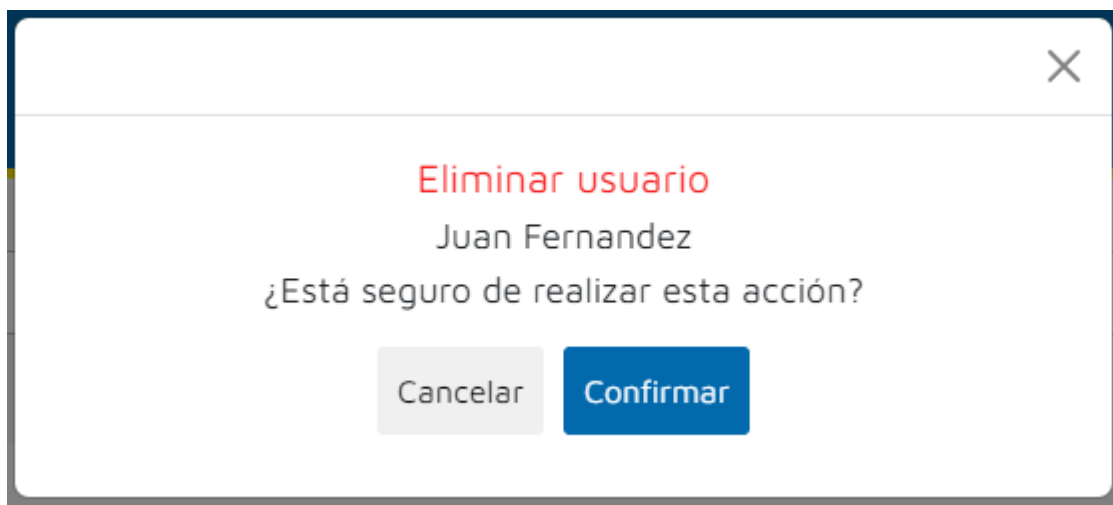 Eliminar usuario
Juan Fernandez
¿Está seguro de realizar esta acción?
Cancelar
Confirmar